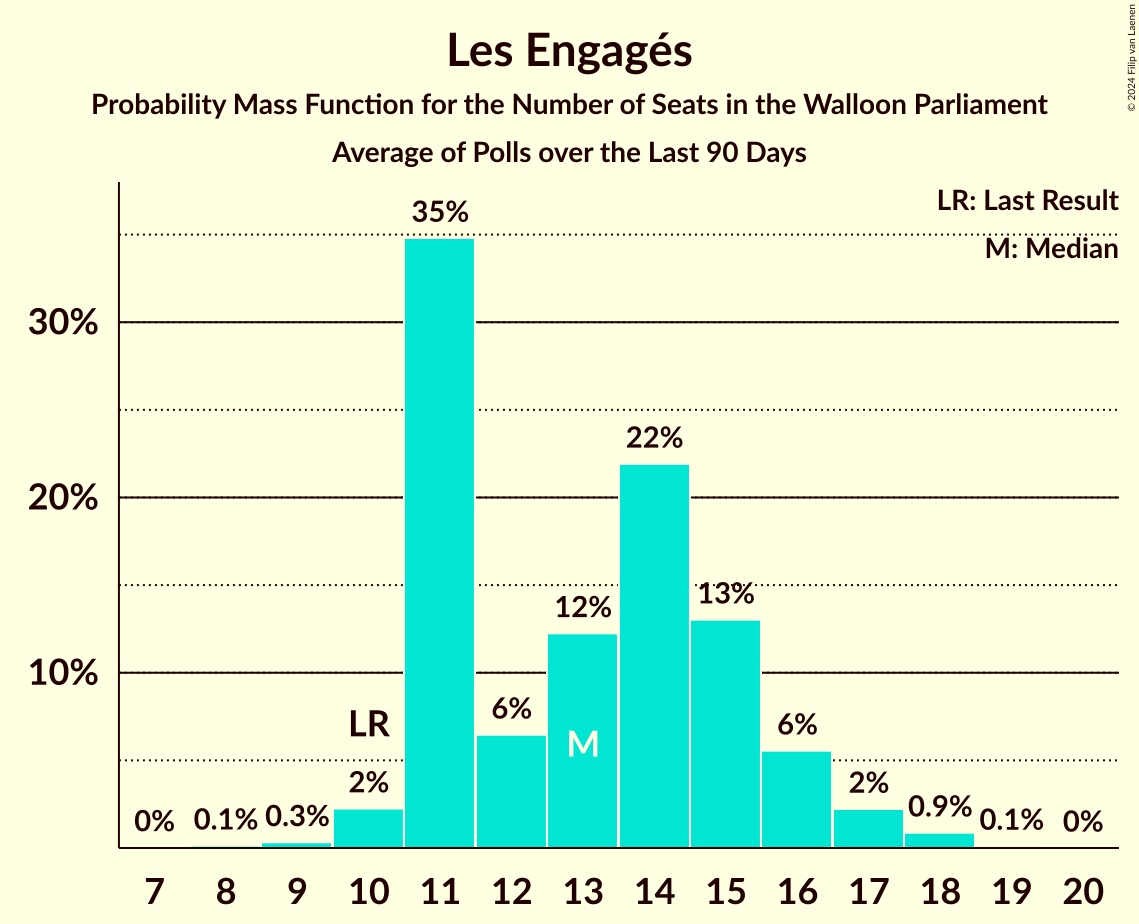 Les Engagés
Probability Mass Function for the Number of Seats in the Walloon Parliament
Average of Polls over the Last 90 Days
© 2024 Filip van Laenen
LR: Last Result
M: Median
35%
30%
22%
20%
13%
12%
10%
6%
6%
LR
M
2%
2%
0.9%
0.3%
0.1%
0.1%
0%
0%
7 8 9 10 11 12 13 14 15 16 17 18 19 20